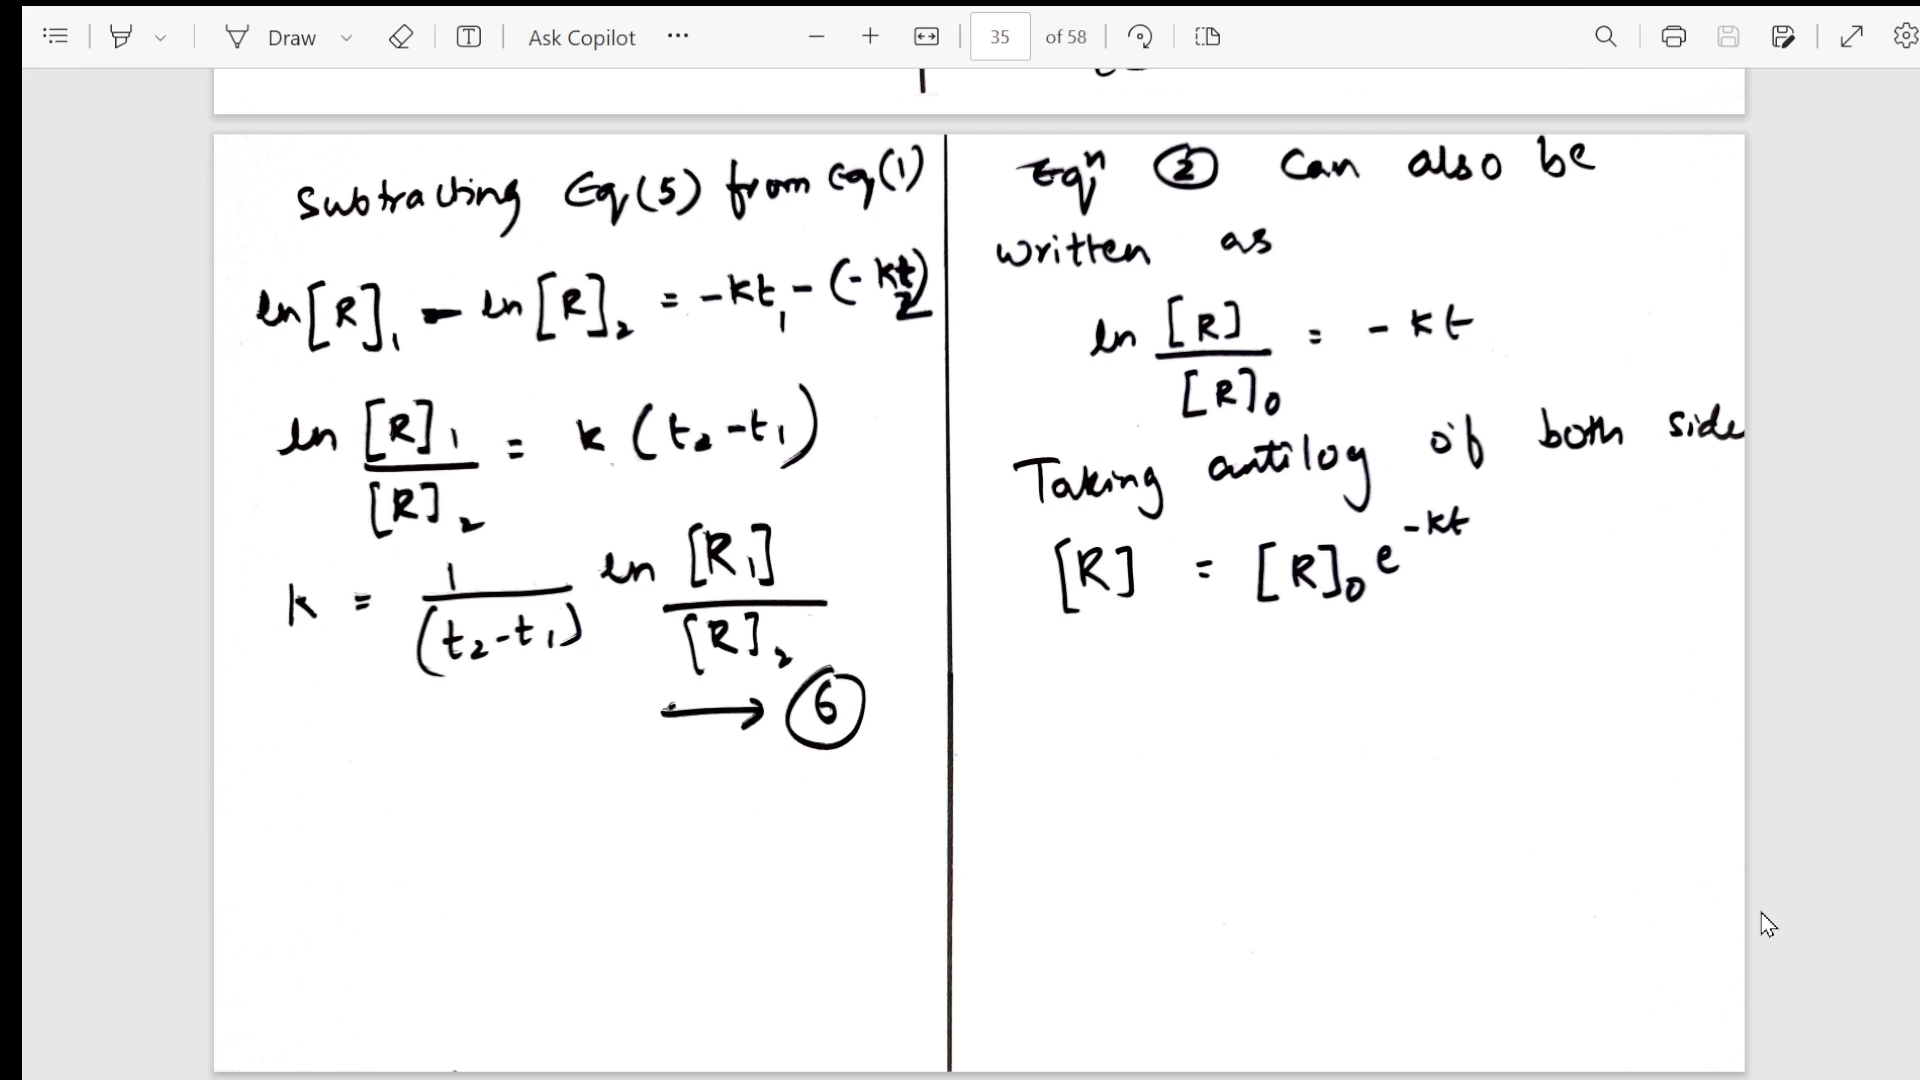 Draw
Ask Copilot
35 of 58
Subtracting Eq(5) from eq(1)
ln[R]₁ - ln[R]₂ = -kt₁ - (-kt₂)
ln [R]₁/[R]₂ = k (t₂-t₁)
k = 1/(t₂-t₁) ln [R₁]/[R]₂
→ ⑥
Eqⁿ ② can also be
written as
ln [R]/[R]₀ = - kt
Taking antilog of both side
[R] = [R]₀ e^-kt